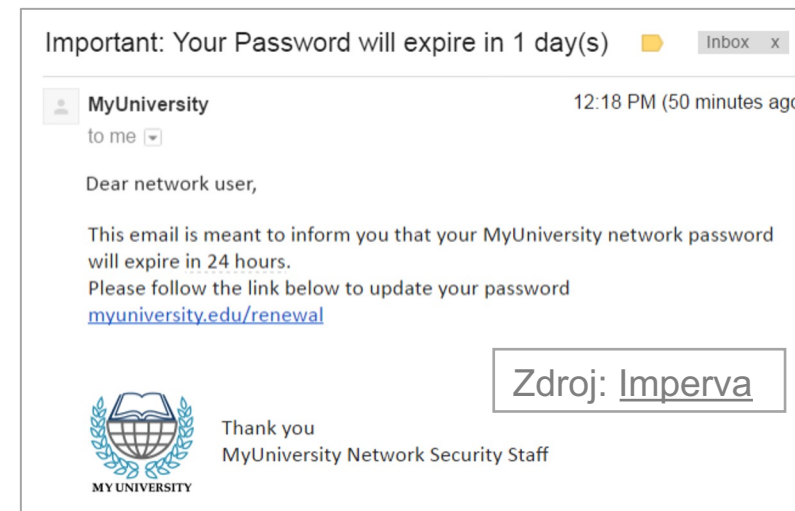 Important: Your Password will expire in 1 day(s)
Inbox x
MyUniversity
12:18 PM (50 minutes ago
to me
Dear network user,
This email is meant to inform you that your MyUniversity network password
will expire in 24 hours.
Please follow the link below to update your password
myuniversity.edu/renewal
Zdroj: Imperva
Thank you
MyUniversity Network Security Staff
MY UNIVERSITY